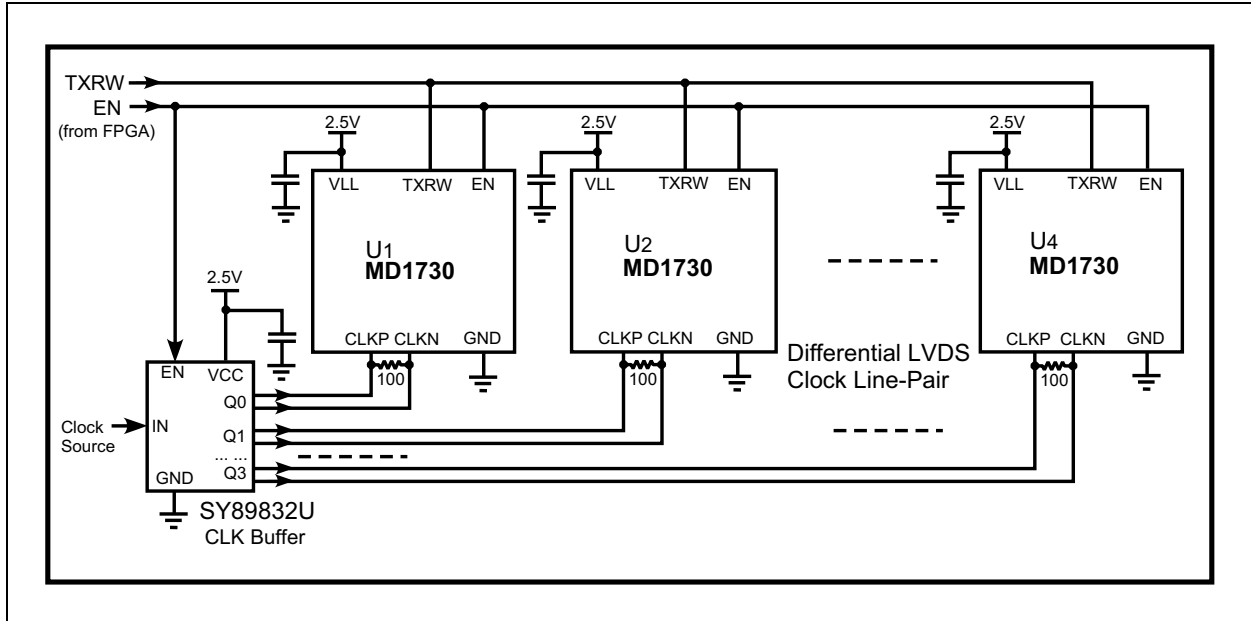 TXRW
EN
(from FPGA)
2.5V
2.5V
2.5V
VLL TXRW EN
VLL TXRW EN
VLL TXRW EN
U1
MD1730
U2
MD1730
U4
MD1730
2.5V
CLKP CLKN GND
CLKP CLKN GND
CLKP CLKN GND
100
100
100
Differential LVDS
Clock Line-Pair
EN VCC
Q0
Clock
Source
IN
Q1
... ...
Q3
GND
SY89832U
CLK Buffer